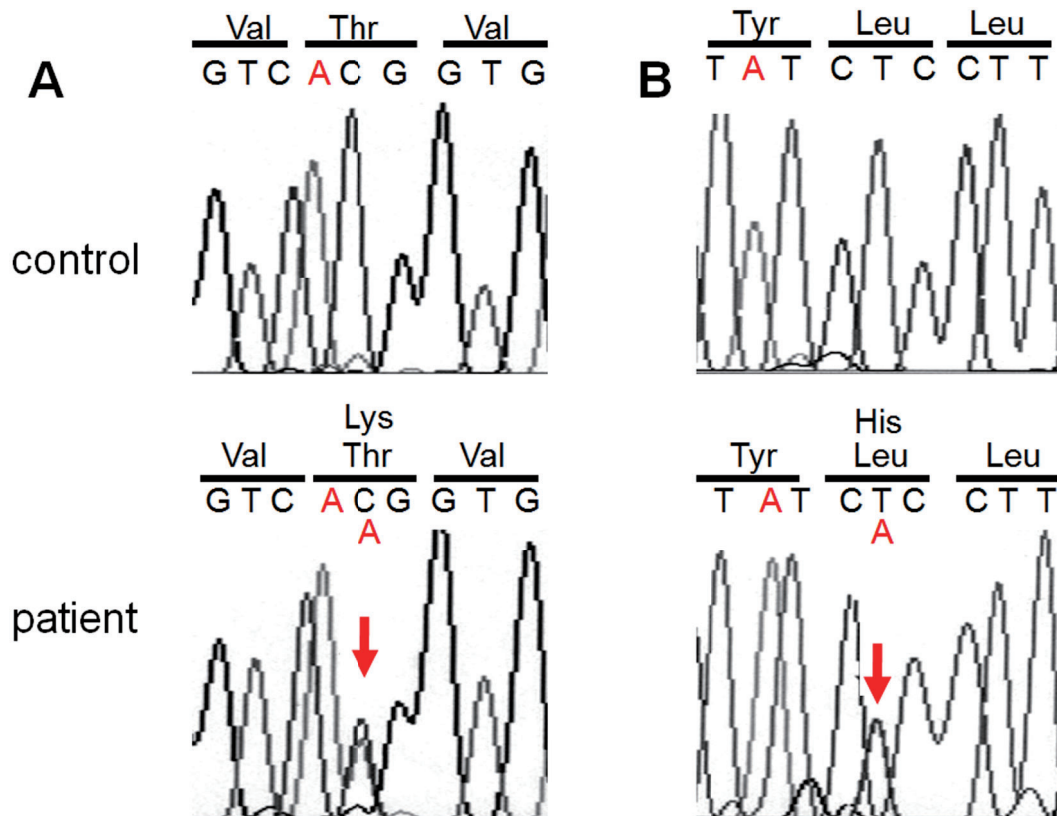 A
Val Thr Val
G T C A C G G T G
B
Tyr Leu Leu
T A T C T C C T T
control
Lys
Val Thr Val
G T C A C G G T G
A
His
Tyr Leu Leu
T A T C T C C T T
A
patient